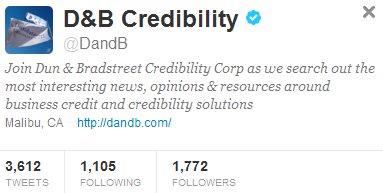 D&B Credibility
@DandB
Join Dun & Bradstreet Credibility Corp as we search out the
most interesting news, opinions & resources around
business credit and credibility solutions
Malibu, CA · http://dandb.com/
3,612 1,105 1,772
TWEETS FOLLOWING FOLLOWERS